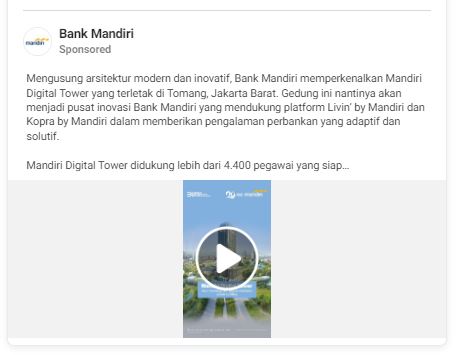 Bank Mandiri
mandiri
Sponsored
Mengusung arsitektur modern dan inovatif, Bank Mandiri memperkenalkan Mandiri
Digital Tower yang terletak di Tomang, Jakarta Barat. Gedung ini nantinya akan
menjadi pusat inovasi Bank Mandiri yang mendukung platform Livin' by Mandiri dan
Kopra by Mandiri dalam memberikan pengalaman perbankan yang adaptif dan
solutif.
Mandiri Digital Tower didukung lebih dari 4.400 pegawai yang siap...
mandiri